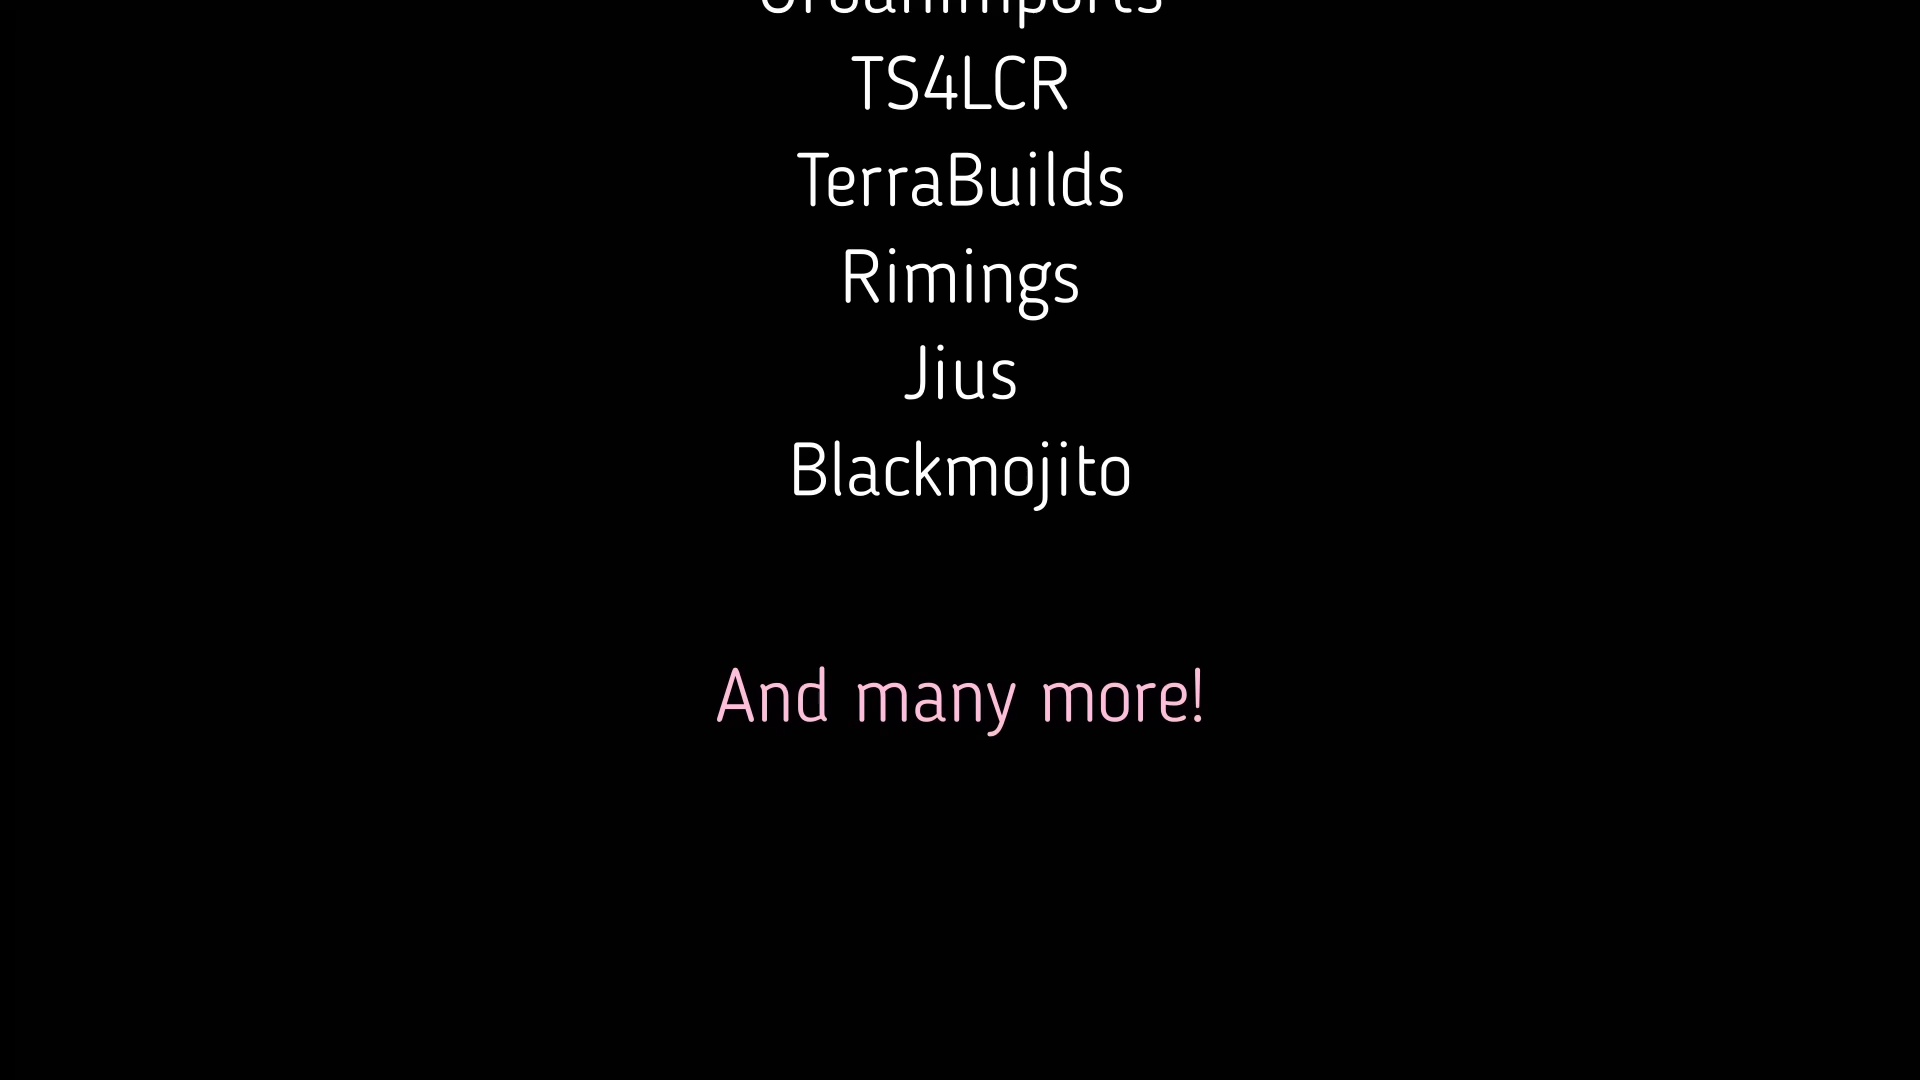 TS4LCR
TerraBuilds
Rimings
Jius
Blackmojito
And many more!